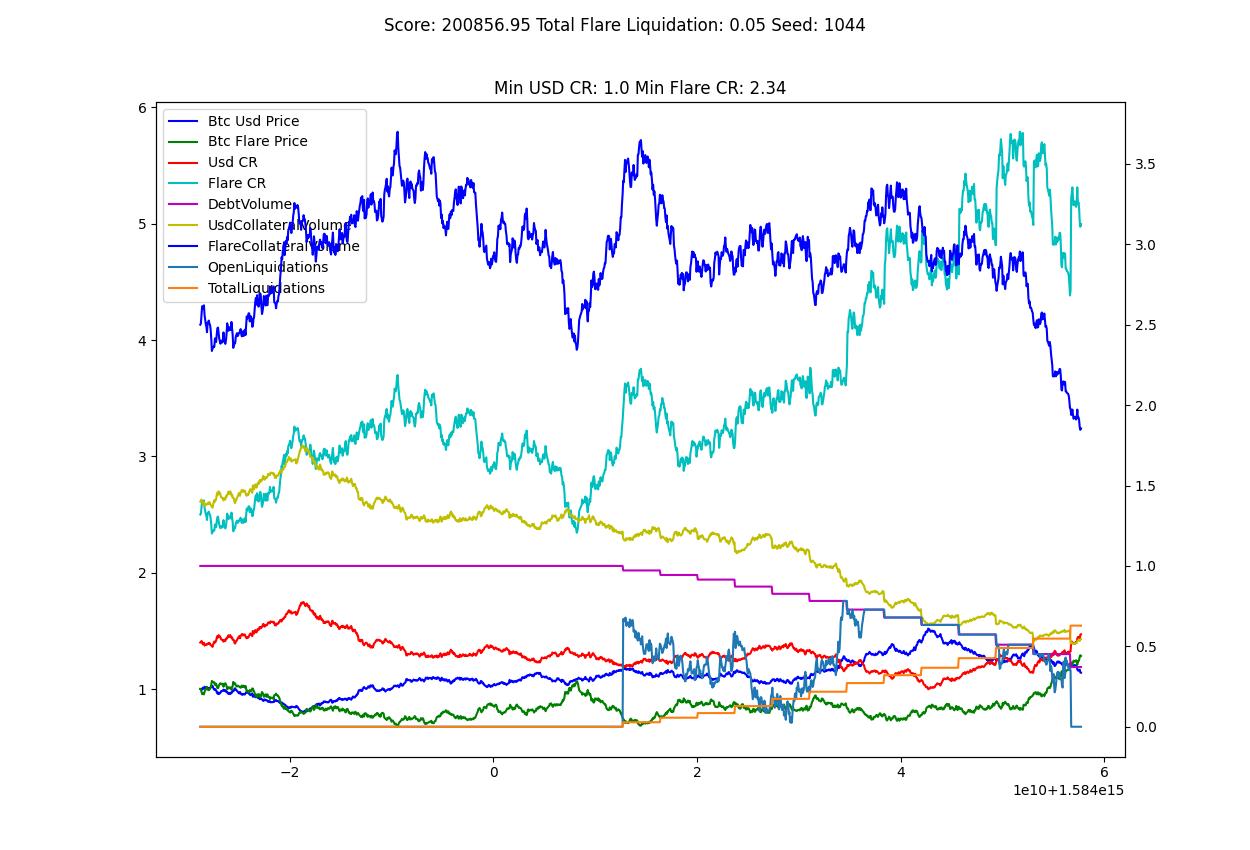 Score: 200856.95 Total Flare Liquidation: 0.05 Seed: 1044
Min USD CR: 1.0 Min Flare CR: 2.34
Btc Usd Price
Btc Flare Price
Usd CR
Flare CR
DebtVolume
UsdCollateralVolume
FlareCollateralVolume
OpenLiquidations
TotalLiquidations
6
5
4
3
2
1
3.5
3.0
2.5
2.0
1.5
1.0
0.5
0.0
−2 0 2 4 6
1e10+1.584e15